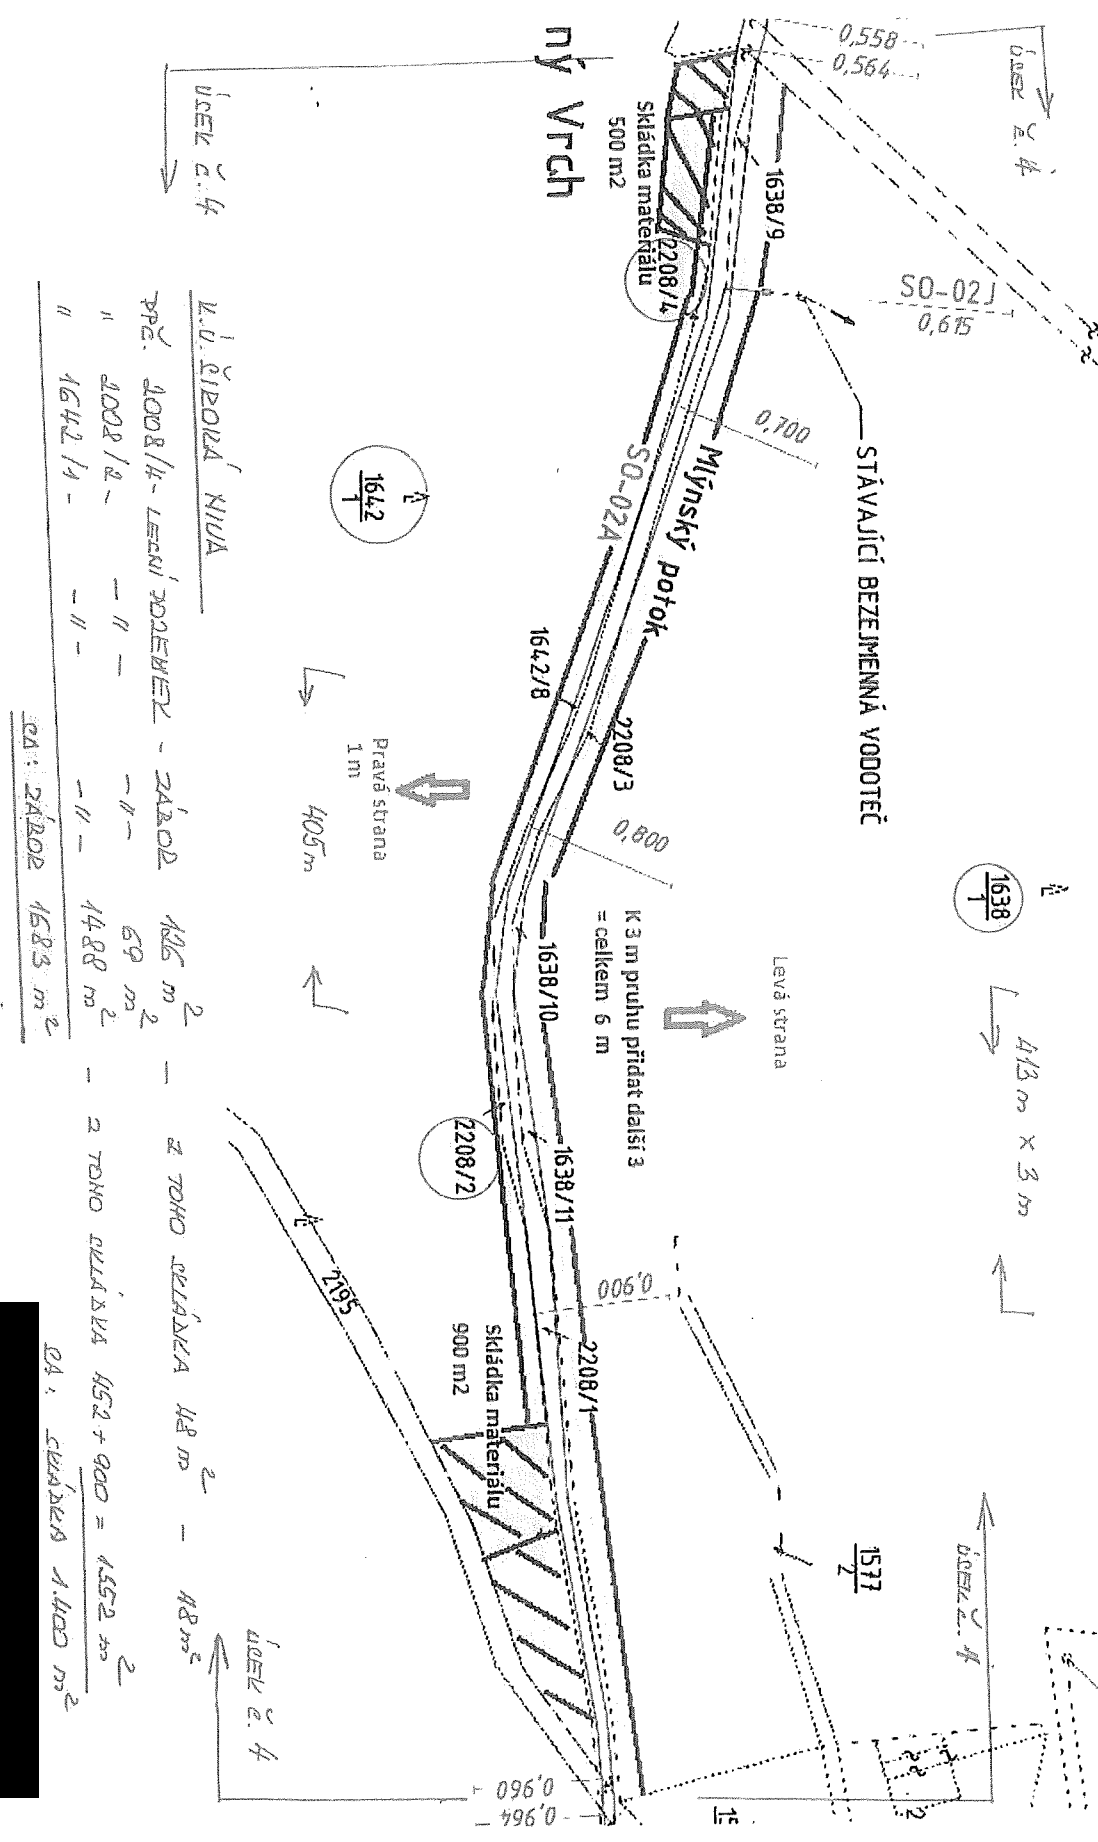 0,558
0,564
ÚSEK Č. 4
ný Vrch
ÚSEK Č. 4
Skládka materiálu
500 m2
1638/9
2208/4
SO-02J
0,615
STÁVAJÍCÍ BEZEJMENNÁ VODOTEČ
0,700
Mlýnský potok
SO-02A
1642
1
1642/8
2208/3
0,800
Pravá strana
1 m
405 m
1638
1
413 m x 3 m
Levá strana
K 3 m pruhu přidat další 3
= celkem 6 m
1638/10
1638/11
2208/2
0,900
2208/1
2195
Skládka materiálu
900 m2
1577
2
ÚSEK Č. 4
ÚSEK Č. 4
0,960
0,964
15
2
K.Ú. ŠIROKÁ NIVA
PPČ. 2008/4 - LESNÍ POZEMEK - ZÁBOR 126 m2 - Z TOHO SKLÁDKA 48 m2 - 48 m2
" 2008/2 - - " - - " - 69 m2
" 1642/1 - - " - - " - 1488 m2 - Z TOHO SKLÁDKA 452 + 900 = 1352 m2
CA: ZÁBOR 1683 m2
CA: SKLÁDKA 1.400 m2